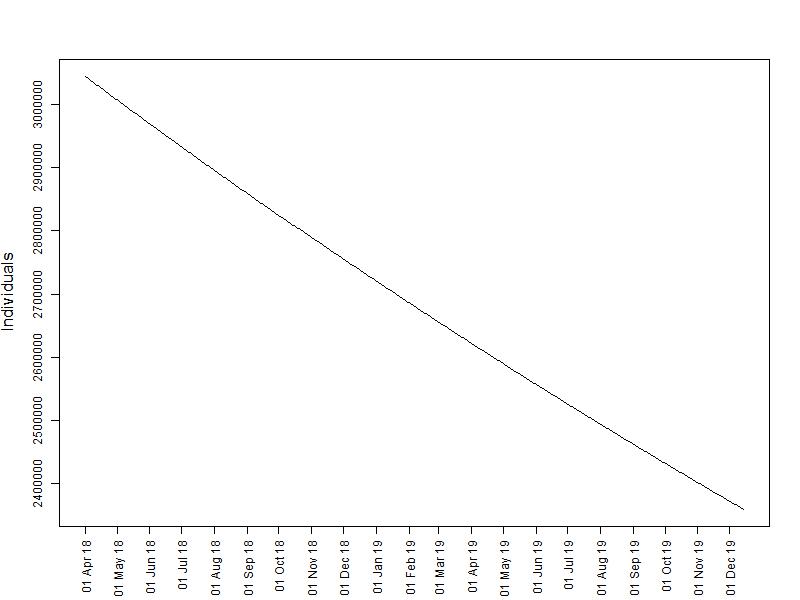 Individuals
3000000
2900000
2800000
2700000
2600000
2500000
2400000
01 Apr 18
01 May 18
01 Jun 18
01 Jul 18
01 Aug 18
01 Sep 18
01 Oct 18
01 Nov 18
01 Dec 18
01 Jan 19
01 Feb 19
01 Mar 19
01 Apr 19
01 May 19
01 Jun 19
01 Jul 19
01 Aug 19
01 Sep 19
01 Oct 19
01 Nov 19
01 Dec 19